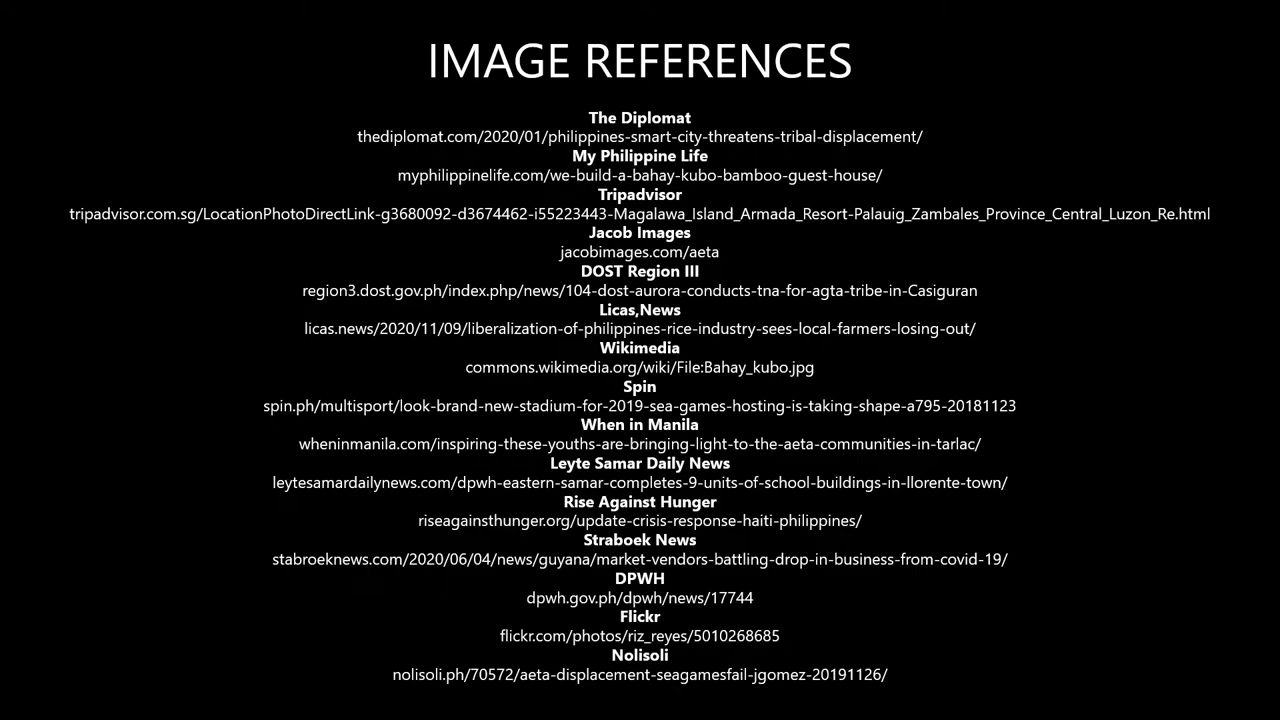 IMAGE REFERENCES
The Diplomat
thediplomat.com/2020/01/philippines-smart-city-threatens-tribal-displacement/
My Philippine Life
myphilippinelife.com/we-build-a-bahay-kubo-bamboo-guest-house/
Tripadvisor
tripadvisor.com.sg/LocationPhotoDirectLink-g3680092-d3674462-i55223443-Magalawa_Island_Armada_Resort-Palauig_Zambales_Province_Central_Luzon_Re.html
Jacob Images
jacobimages.com/aeta
DOST Region III
region3.dost.gov.ph/index.php/news/104-dost-aurora-conducts-tna-for-agta-tribe-in-Casiguran
Licas,News
licas.news/2020/11/09/liberalization-of-philippines-rice-industry-sees-local-farmers-losing-out/
Wikimedia
commons.wikimedia.org/wiki/File:Bahay_kubo.jpg
Spin
spin.ph/multisport/look-brand-new-stadium-for-2019-sea-games-hosting-is-taking-shape-a795-20181123
When in Manila
wheninmanila.com/inspiring-these-youths-are-bringing-light-to-the-aeta-communities-in-tarlac/
Leyte Samar Daily News
leytesamardailynews.com/dpwh-eastern-samar-completes-9-units-of-school-buildings-in-llorente-town/
Rise Against Hunger
riseagainsthunger.org/update-crisis-response-haiti-philippines/
Straboek News
stabroeknews.com/2020/06/04/news/guyana/market-vendors-battling-drop-in-business-from-covid-19/
DPWH
dpwh.gov.ph/dpwh/news/17744
Flickr
flickr.com/photos/riz_reyes/5010268685
Nolisoli
nolisoli.ph/70572/aeta-displacement-seagamesfail-jgomez-20191126/